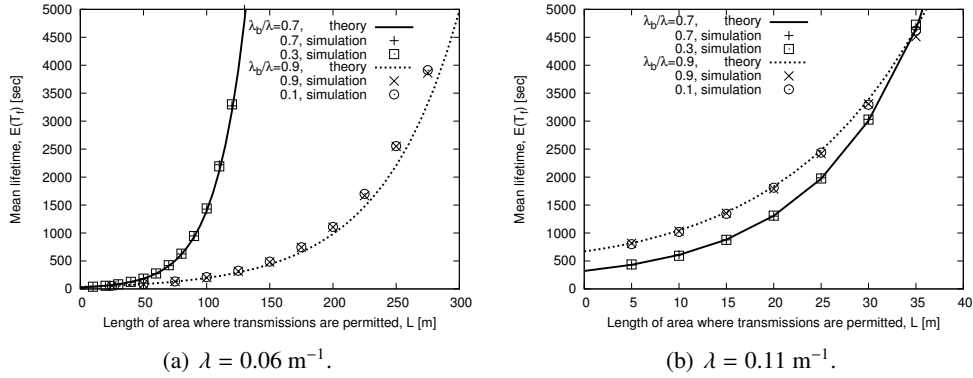 5000
4500
4000
3500
3000
2500
2000
1500
1000
500
0
Mean lifetime, E(T_f) [sec]
λ_b/λ=0.7, theory
0.7, simulation
0.3, simulation
λ_b/λ=0.9, theory
0.9, simulation
0.1, simulation
0 50 100 150 200 250 300
Length of area where transmissions are permitted, L [m]
(a) λ = 0.06 m⁻¹.
5000
4500
4000
3500
3000
2500
2000
1500
1000
500
0
Mean lifetime, E(T_f) [sec]
λ_b/λ=0.7, theory
0.7, simulation
0.3, simulation
λ_b/λ=0.9, theory
0.9, simulation
0.1, simulation
0 5 10 15 20 25 30 35 40
Length of area where transmissions are permitted, L [m]
(b) λ = 0.11 m⁻¹.